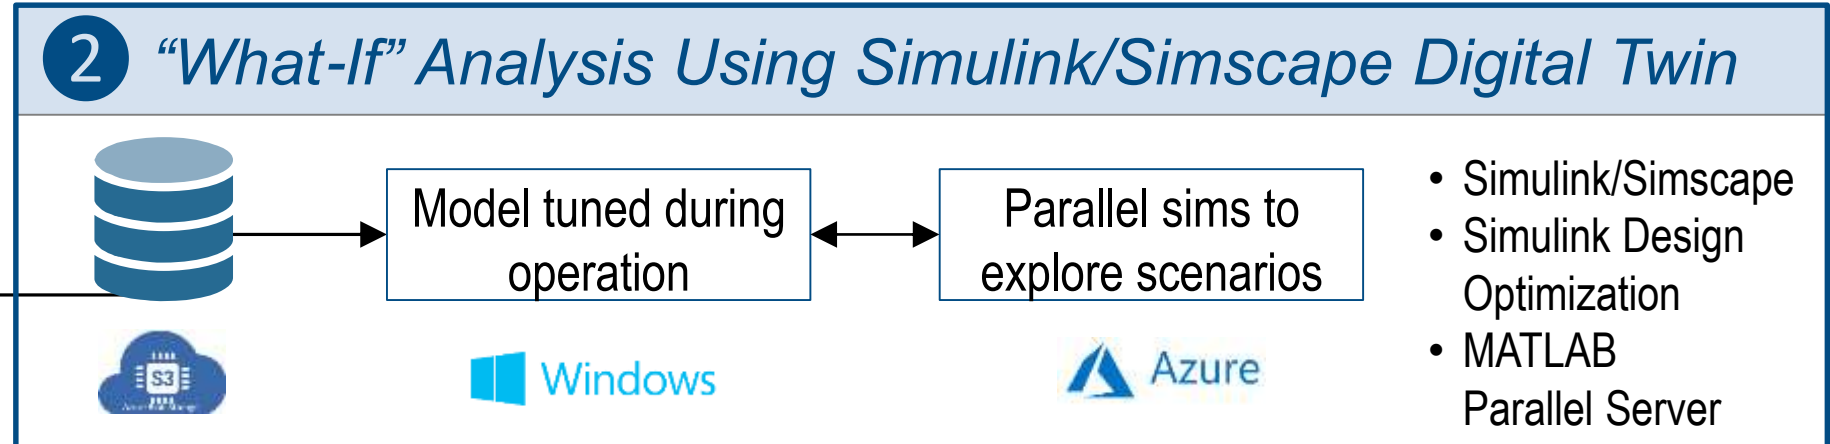 2 “What-If” Analysis Using Simulink/Simscape Digital Twin
Model tuned during
operation
Parallel sims to
explore scenarios
• Simulink/Simscape
• Simulink Design
Optimization
• MATLAB
Parallel Server
S3
Windows
Azure